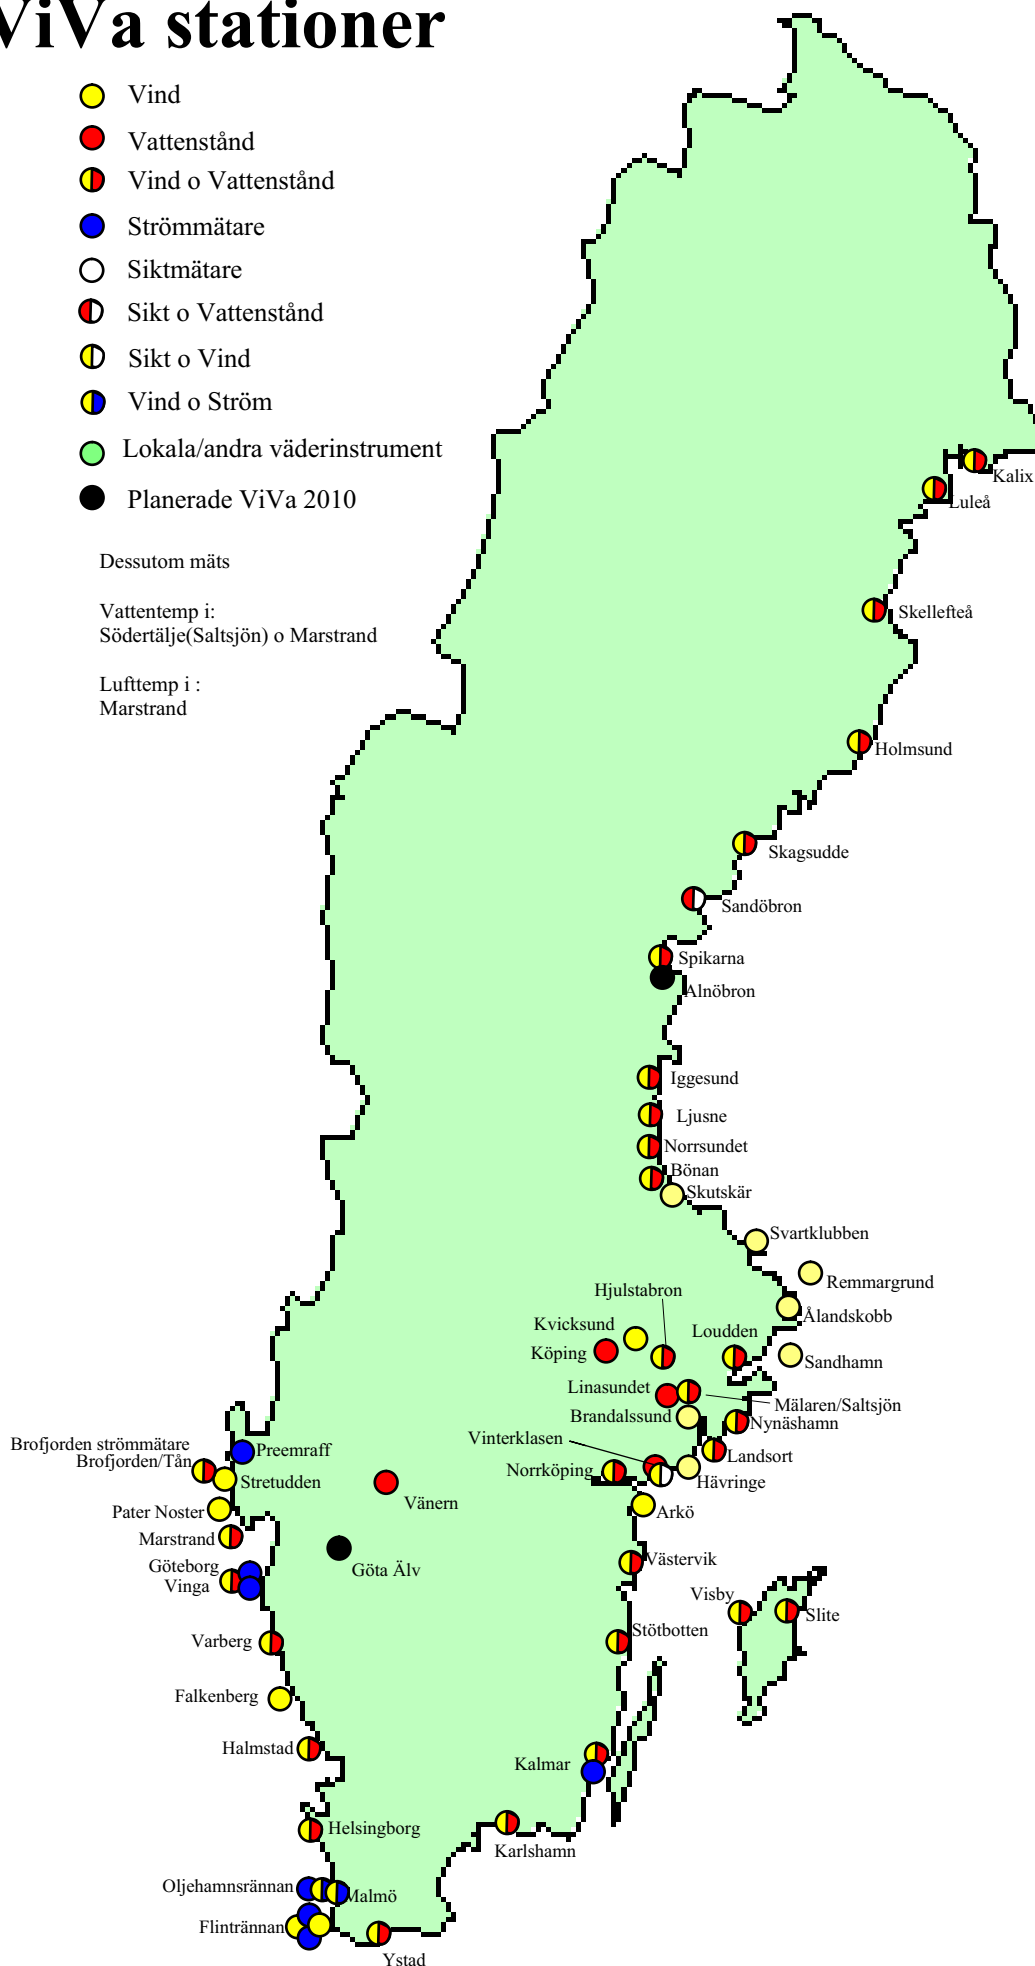 ViVa stationer
Vind
Vattenstånd
Vind o Vattenstånd
Strömmätare
Siktmätare
Sikt o Vattenstånd
Sikt o Vind
Vind o Ström
Lokala/andra väderinstrument
Planerade ViVa 2010
Dessutom mäts
Vattentemp i:
Södertälje(Saltsjön) o Marstrand
Lufttemp i :
Marstrand
Kalix
Luleå
Skellefteå
Holmsund
Skagsudde
Sandöbron
Spikarna
Alnöbron
Iggesund
Ljusne
Norrsundet
Bönan
Skutskär
Svartklubben
Remmargrund
Hjulstabron
Ålandskobb
Kvicksund
Loudden
Köping
Sandhamn
Linasundet
Mälaren/Saltsjön
Brandalssund
Nynäshamn
Vinterklasen
Landsort
Norrköping
Hävringe
Arkö
Brofjorden strömmätare
Brofjorden/Tån
Preemraff
Stretudden
Vänern
Pater Noster
Marstrand
Göteborg
Vinga
Göta Älv
Västervik
Visby
Slite
Stötbotten
Varberg
Falkenberg
Halmstad
Kalmar
Helsingborg
Karlshamn
Oljehamnsrännan
Malmö
Flintrännan
Ystad